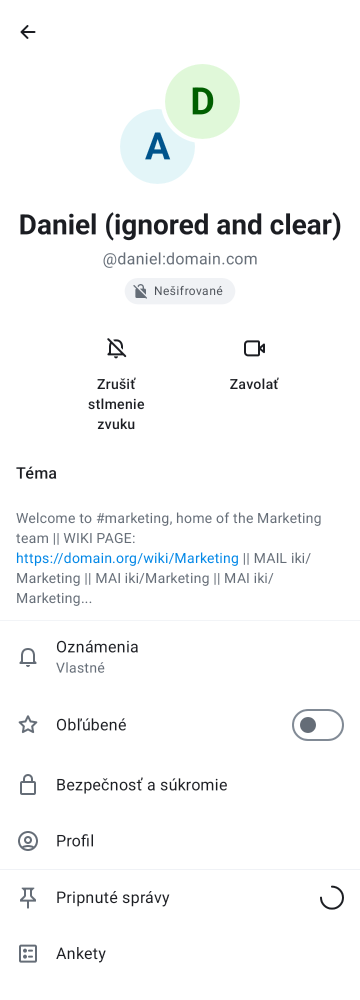 D
A
Daniel (ignored and clear)
@daniel:domain.com
Nešifrované
Zrušiť
stlmenie
zvuku
Zavolať
Téma
Welcome to #marketing, home of the Marketing
team || WIKI PAGE:
https://domain.org/wiki/Marketing || MAIL iki/
Marketing || MAI iki/Marketing || MAI iki/
Marketing...
Oznámenia
Vlastné
Obľúbené
Bezpečnosť a súkromie
Profil
Pripnuté správy
Ankety